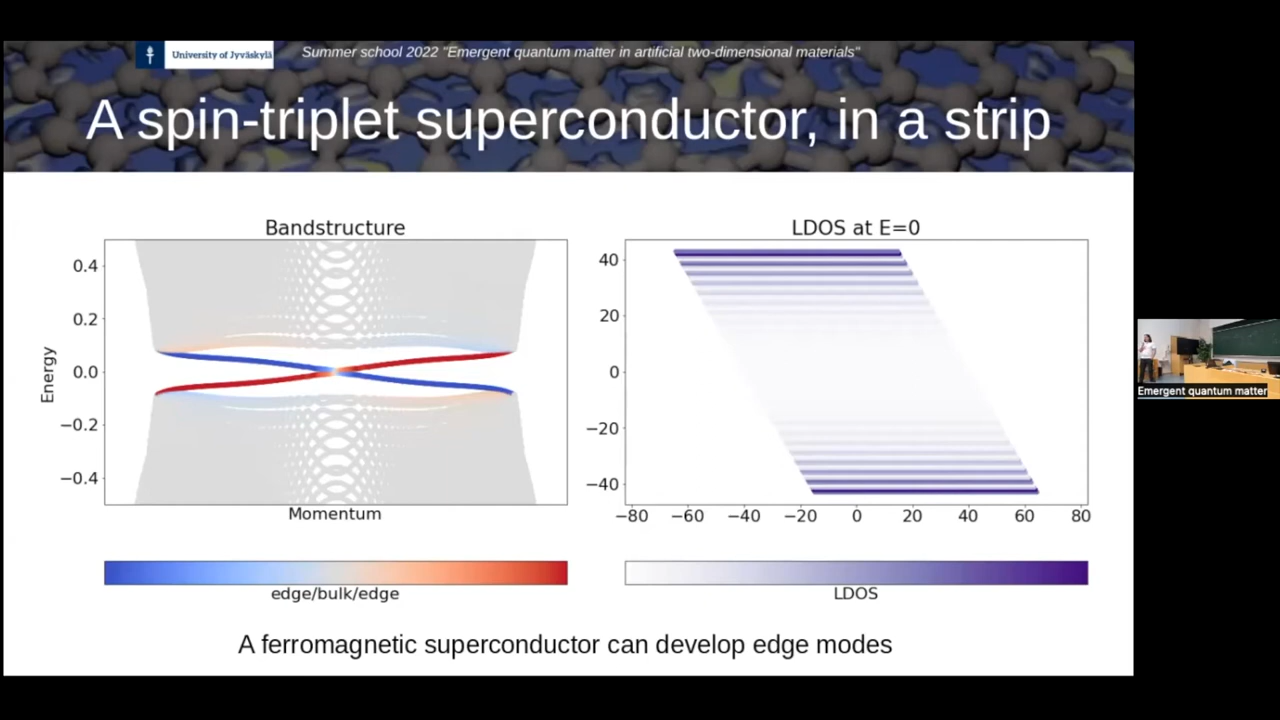 University of Jyväskylä
Summer school 2022 "Emergent quantum matter in artificial two-dimensional materials"
A spin-triplet superconductor, in a strip
Bandstructure
0.4
0.2
0.0
−0.2
−0.4
Energy
Momentum
edge/bulk/edge
LDOS at E=0
40
20
0
−20
−40
−80 −60 −40 −20 0 20 40 60 80
LDOS
A ferromagnetic superconductor can develop edge modes
Emergent quantum matter